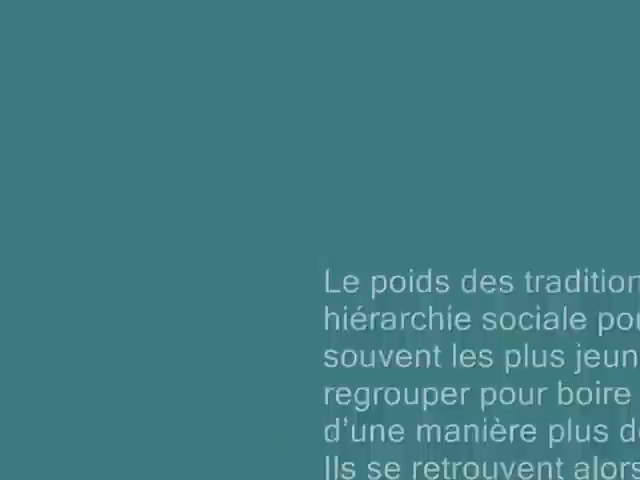 Le poids des tradition
hiérarchie sociale pou
souvent les plus jeun
regrouper pour boire
d’une manière plus d
Ils se retrouvent alors